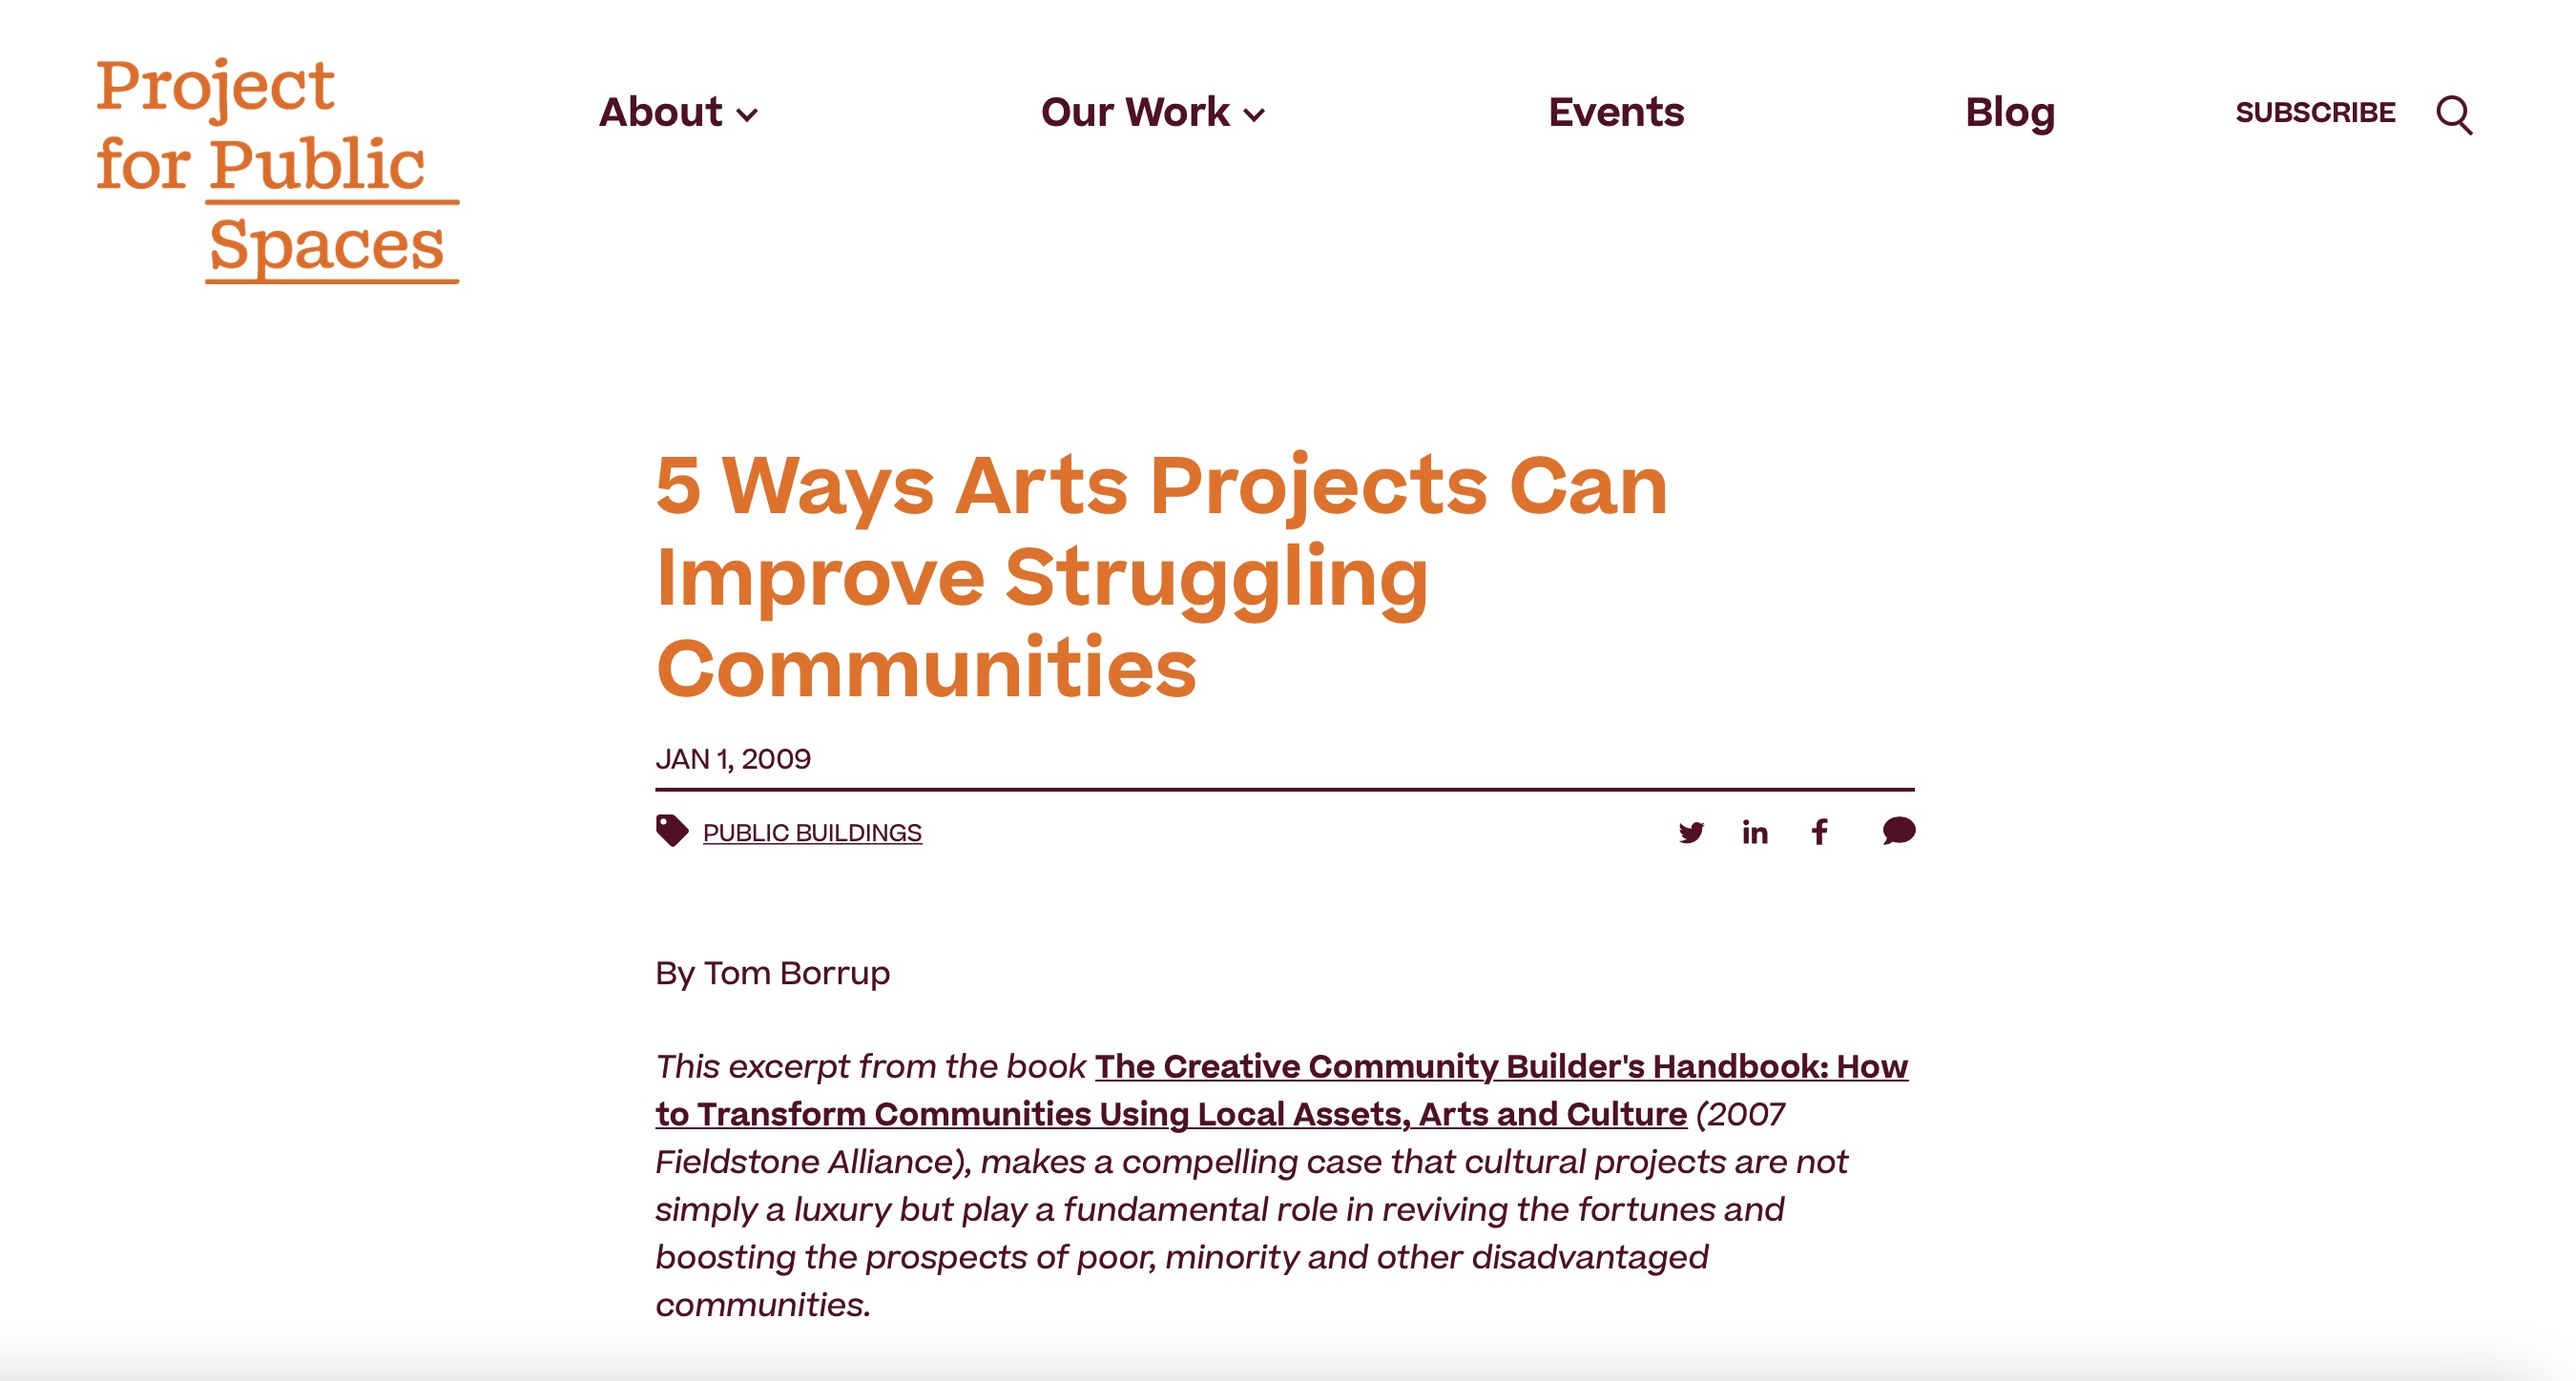 Project
for Public
Spaces
About
Our Work
Events
Blog
SUBSCRIBE
5 Ways Arts Projects Can
Improve Struggling
Communities
JAN 1, 2009
PUBLIC BUILDINGS
in
f
By Tom Borrup
This excerpt from the book The Creative Community Builder's Handbook: How
to Transform Communities Using Local Assets, Arts and Culture (2007
Fieldstone Alliance), makes a compelling case that cultural projects are not
simply a luxury but play a fundamental role in reviving the fortunes and
boosting the prospects of poor, minority and other disadvantaged
communities.